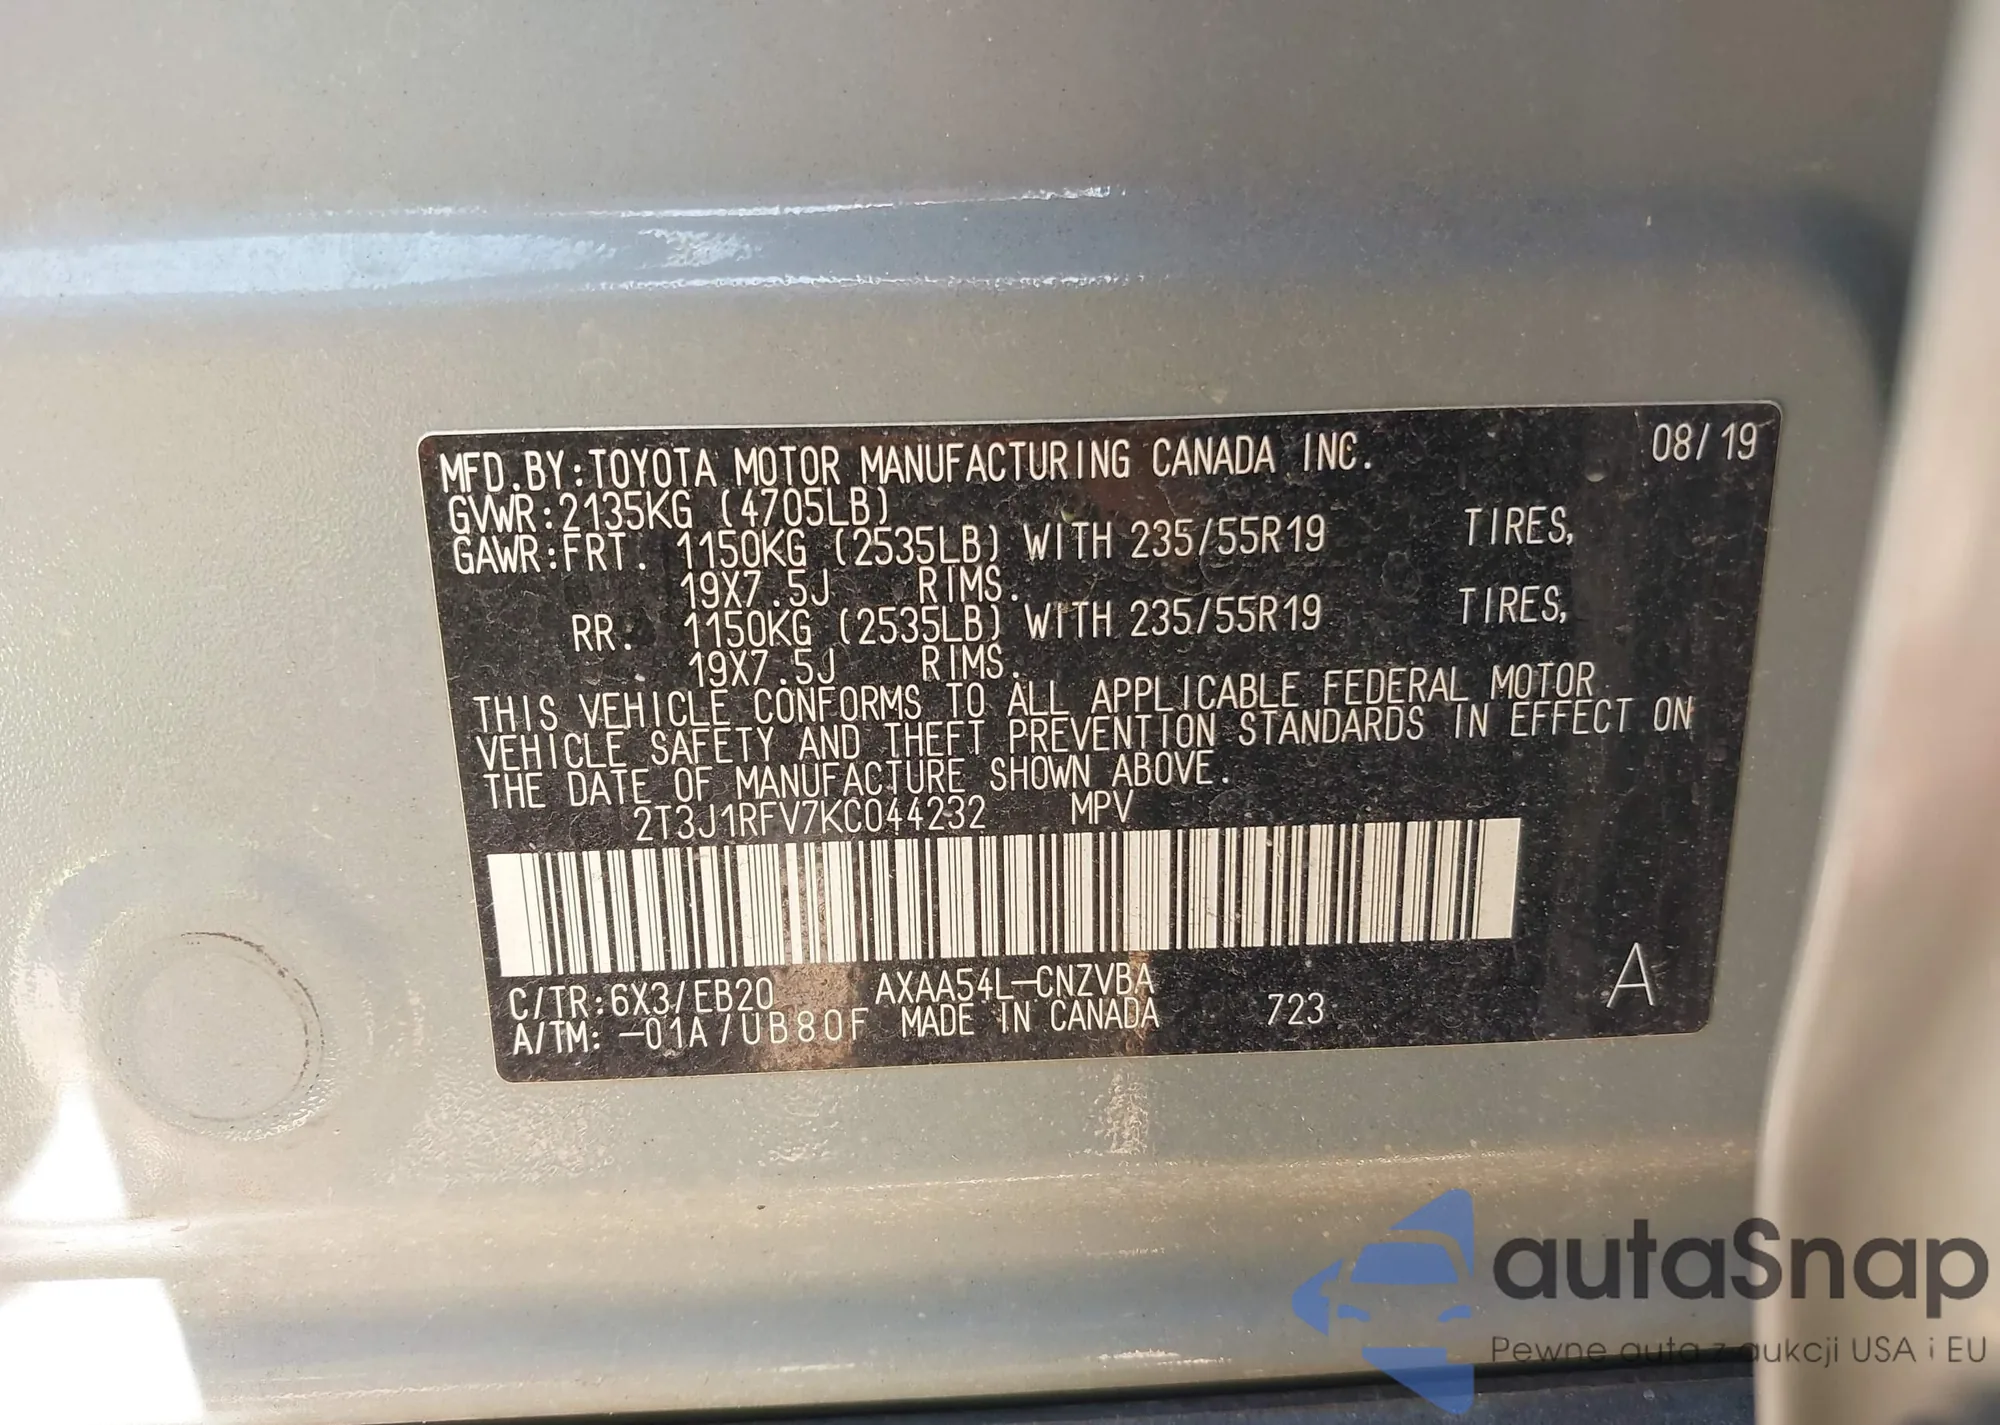 MFD.BY:TOYOTA MOTOR MANUFACTURING CANADA INC. 08/19
GVWR:2135KG (4705LB)
GAWR:FRT. 1150KG (2535LB) WITH 235/55R19 TIRES,
19X7.5J RIMS.
RR. 1150KG (2535LB) WITH 235/55R19 TIRES,
19X7.5J RIMS.
THIS VEHICLE CONFORMS TO ALL APPLICABLE FEDERAL MOTOR
VEHICLE SAFETY AND THEFT PREVENTION STANDARDS IN EFFECT ON
THE DATE OF MANUFACTURE SHOWN ABOVE.
2T3J1RFV7KC044232 MPV
C/TR:6X3/EB20 AXAA54L-CNZVBA
A/TM: -01A/UB80F MADE IN CANADA 723 A
autaSnap
Pewne auta z aukcji USA i EU